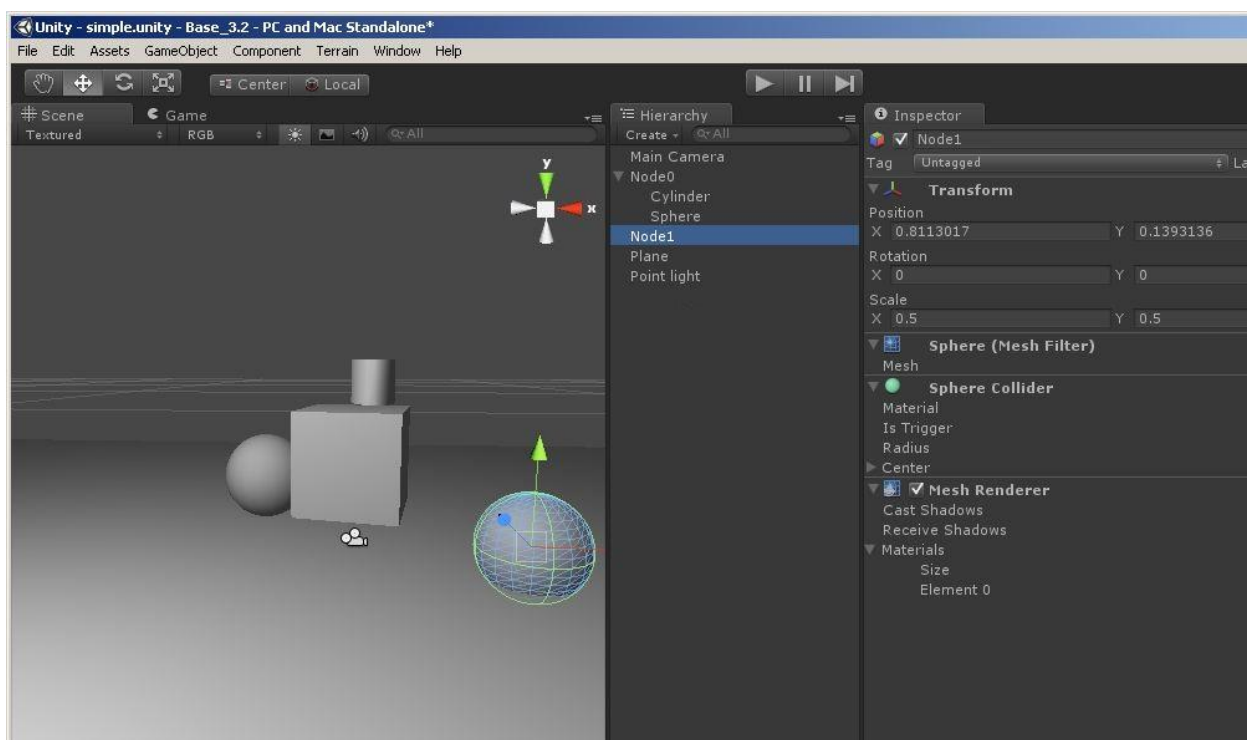 Unity - simple.unity - Base_3.2 - PC and Mac Standalone*
File Edit Assets GameObject Component Terrain Window Help
Center Local
Scene Game
Textured RGB All
y
x
Hierarchy
Create All
Main Camera
Node0
Cylinder
Sphere
Node1
Plane
Point light
Inspector
Node1
Tag Untagged La
Transform
Position
X 0.8113017 Y 0.1393136
Rotation
X 0 Y 0
Scale
X 0.5 Y 0.5
Sphere (Mesh Filter)
Mesh
Sphere Collider
Material
Is Trigger
Radius
Center
Mesh Renderer
Cast Shadows
Receive Shadows
Materials
Size
Element 0